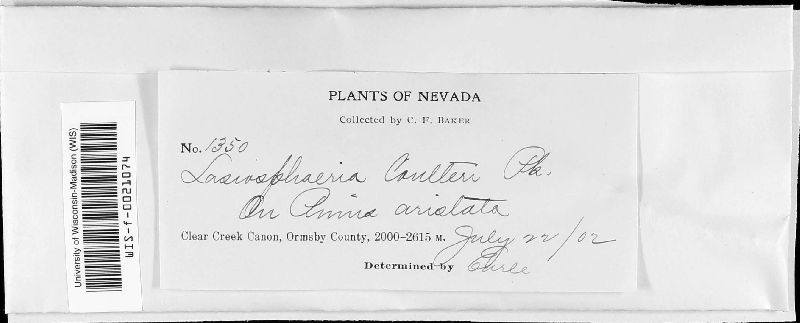 PLANTS OF NEVADA
Collected by C. F. BAKER
No. 1350
Lasiosphaeria Coulteri Pk.
On Pinus aristata
Clear Creek Canon, Ormsby County, 2000-2615 M. July 22/02
Determined by Earle
University of Wisconsin-Madison (WIS)
WIS-f-0021074